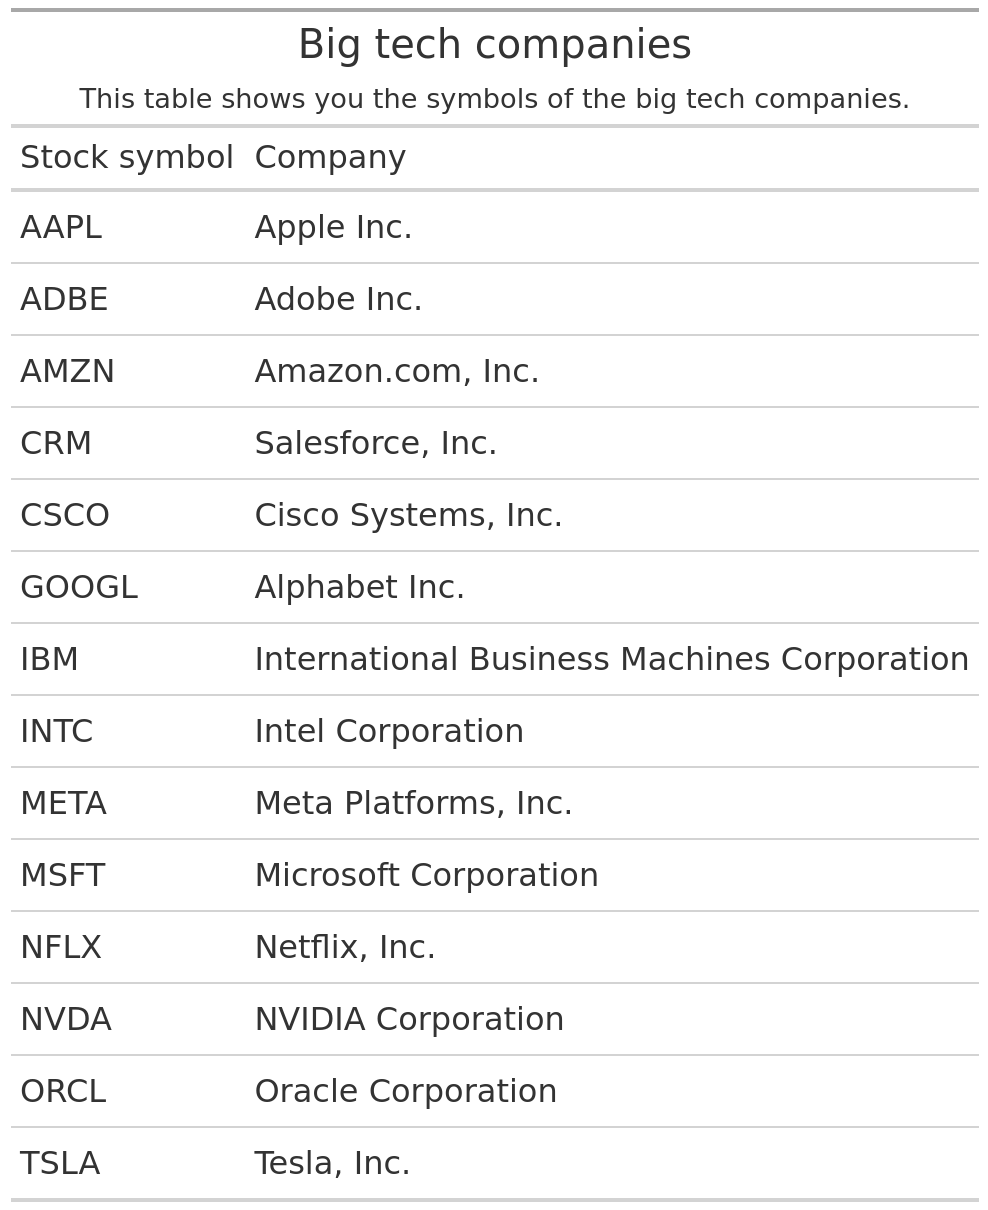 Big tech companies
This table shows you the symbols of the big tech companies.
Stock symbol Company
AAPL Apple Inc.
ADBE Adobe Inc.
AMZN Amazon.com, Inc.
CRM Salesforce, Inc.
CSCO Cisco Systems, Inc.
GOOGL Alphabet Inc.
IBM International Business Machines Corporation
INTC Intel Corporation
META Meta Platforms, Inc.
MSFT Microsoft Corporation
NFLX Netflix, Inc.
NVDA NVIDIA Corporation
ORCL Oracle Corporation
TSLA Tesla, Inc.